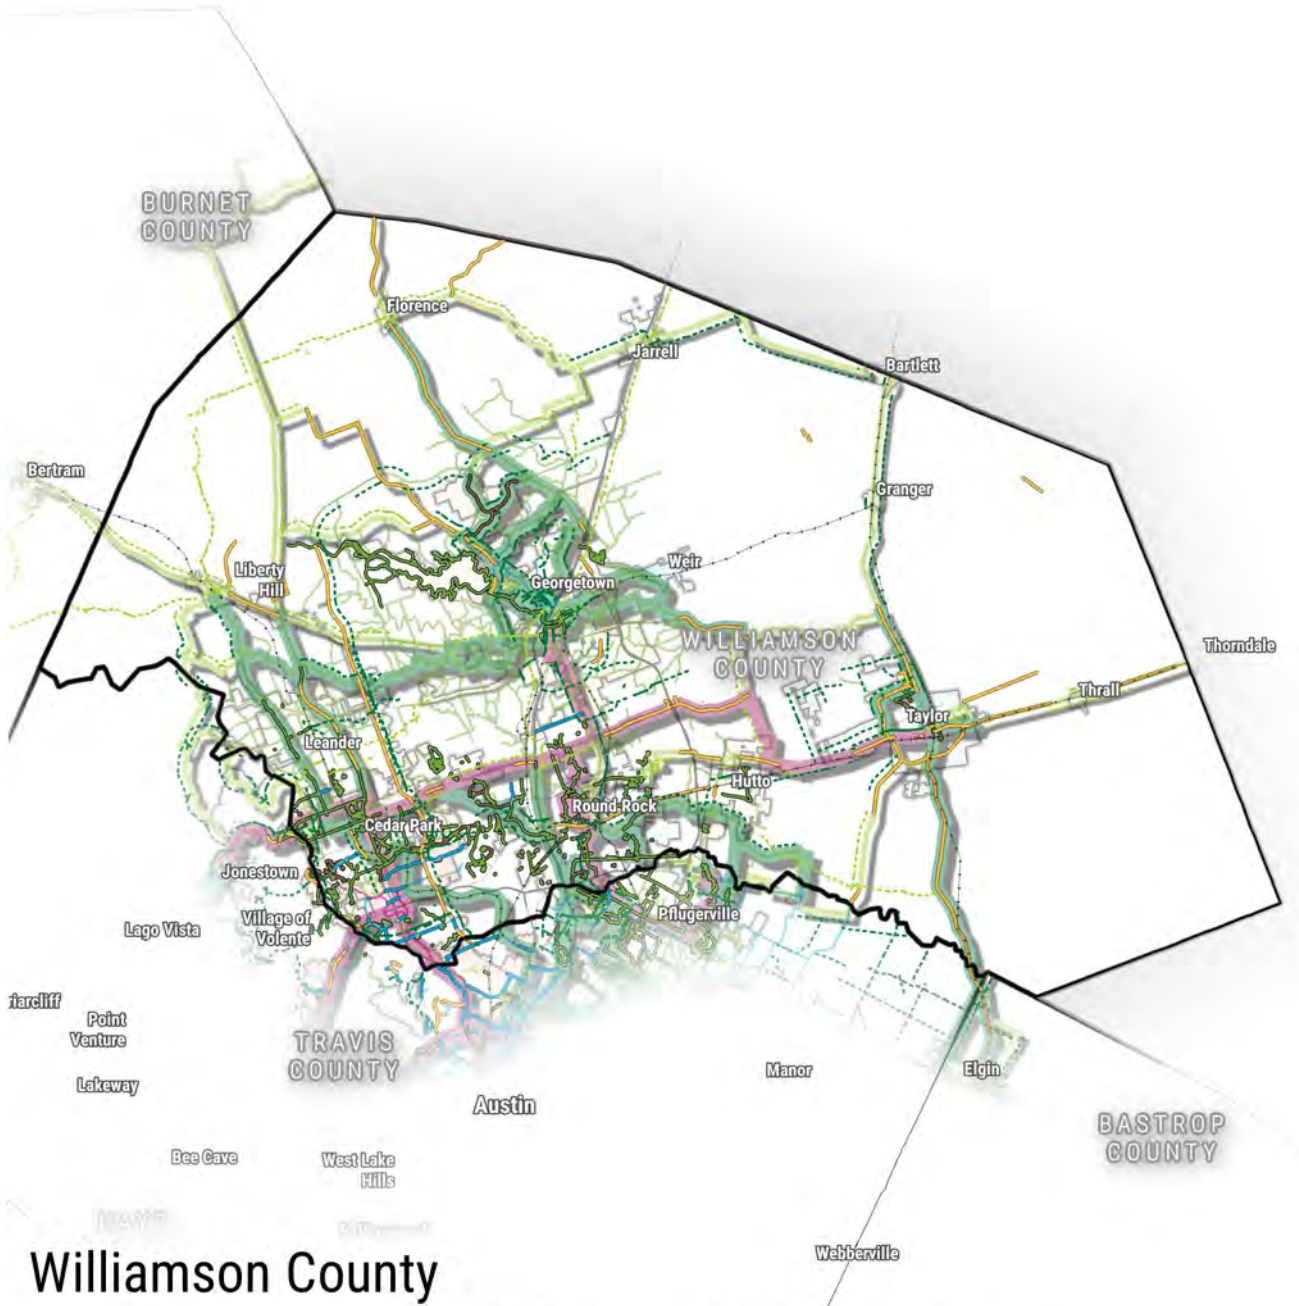 BURNET
COUNTY
Florence
Jarrell
Bartlett
Bertram
Granger
Liberty
Hill
Georgetown
Weir
WILLIAMSON
COUNTY
Thorndale
Thrall
Taylor
Leander
Hutto
Round Rock
Cedar Park
Jonestown
Village of
Volente
Pflugerville
Lago Vista
riarcliff
Point
Venture
TRAVIS
COUNTY
Lakeway
Manor
Elgin
Austin
BASTROP
COUNTY
Bee Cave
West Lake
Hills
Webberville
Williamson County